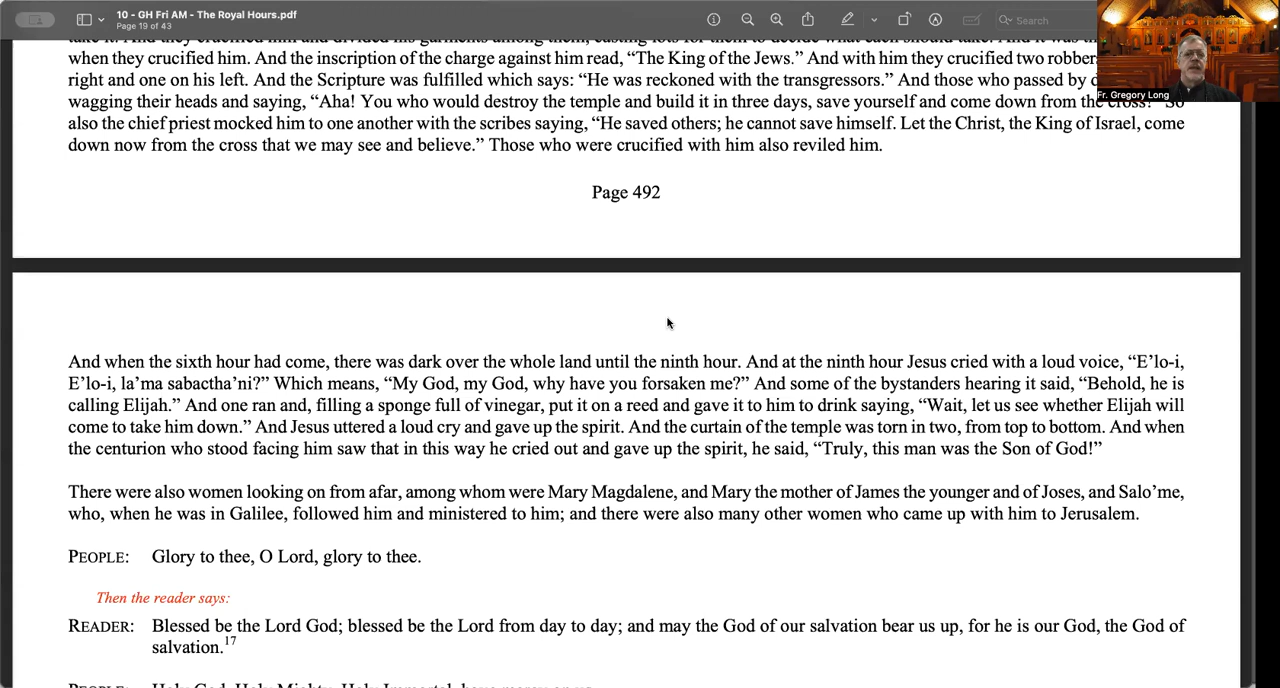 10 - GH Fri AM - The Royal Hours.pdf
Page 19 of 43
Search
Fr. Gregory Long
when they crucified him. And the inscription of the charge against him read, “The King of the Jews.” And with him they crucified two robber
right and one on his left. And the Scripture was fulfilled which says: “He was reckoned with the transgressors.” And those who passed by
wagging their heads and saying, “Aha! You who would destroy the temple and build it in three days, save yourself and come down from the cross!” So
also the chief priest mocked him to one another with the scribes saying, “He saved others; he cannot save himself. Let the Christ, the King of Israel, come
down now from the cross that we may see and believe.” Those who were crucified with him also reviled him.
Page 492
And when the sixth hour had come, there was dark over the whole land until the ninth hour. And at the ninth hour Jesus cried with a loud voice, “E’lo-i,
E’lo-i, la’ma sabactha’ni?” Which means, “My God, my God, why have you forsaken me?” And some of the bystanders hearing it said, “Behold, he is
calling Elijah.” And one ran and, filling a sponge full of vinegar, put it on a reed and gave it to him to drink saying, “Wait, let us see whether Elijah will
come to take him down.” And Jesus uttered a loud cry and gave up the spirit. And the curtain of the temple was torn in two, from top to bottom. And when
the centurion who stood facing him saw that in this way he cried out and gave up the spirit, he said, “Truly, this man was the Son of God!”
There were also women looking on from afar, among whom were Mary Magdalene, and Mary the mother of James the younger and of Joses, and Salo’me,
who, when he was in Galilee, followed him and ministered to him; and there were also many other women who came up with him to Jerusalem.
PEOPLE: Glory to thee, O Lord, glory to thee.
Then the reader says:
READER: Blessed be the Lord God; blessed be the Lord from day to day; and may the God of our salvation bear us up, for he is our God, the God of
salvation.17